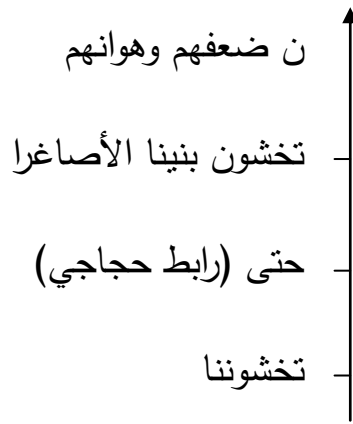 ن ضعفهم وهوانهم
تخشون بنينا الأصاغرا
حتى (رابط حجاجي)
تخشوننا